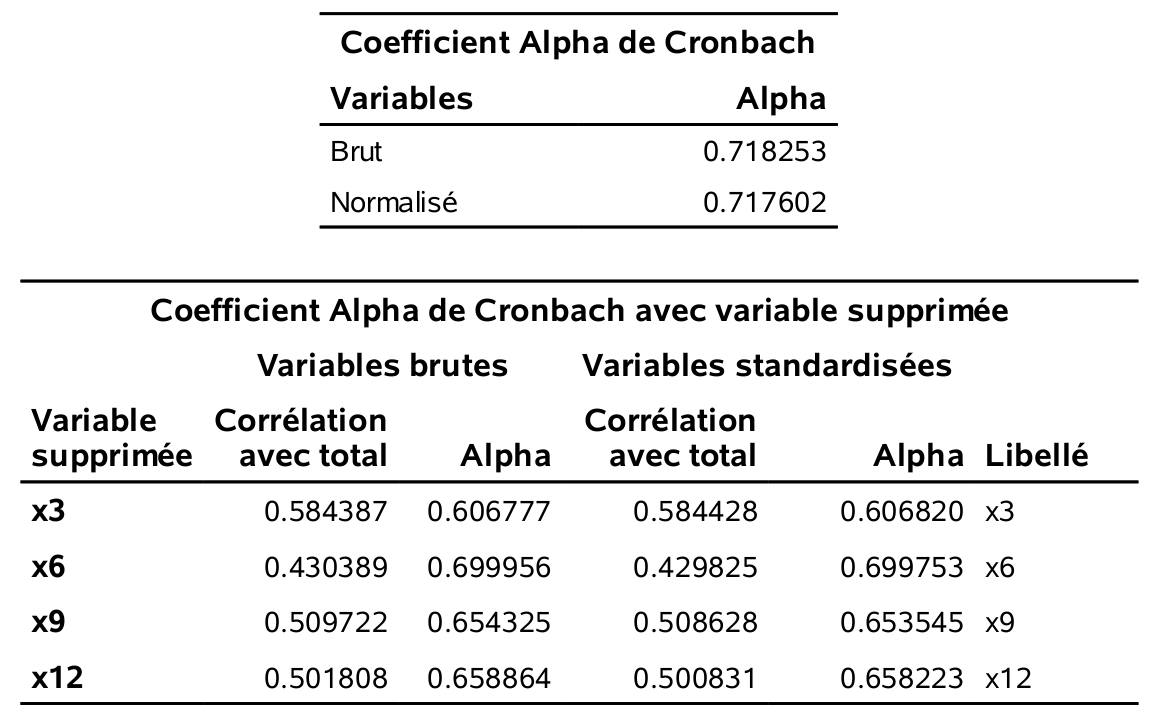 Coefficient Alpha de Cronbach
Variables Alpha
Brut 0.718253
Normalisé 0.717602
Coefficient Alpha de Cronbach avec variable supprimée
Variables brutes Variables standardisées
Variable Corrélation Corrélation
supprimée avec total Alpha avec total Alpha Libellé
x3 0.584387 0.606777 0.584428 0.606820 x3
x6 0.430389 0.699956 0.429825 0.699753 x6
x9 0.509722 0.654325 0.508628 0.653545 x9
x12 0.501808 0.658864 0.500831 0.658223 x12